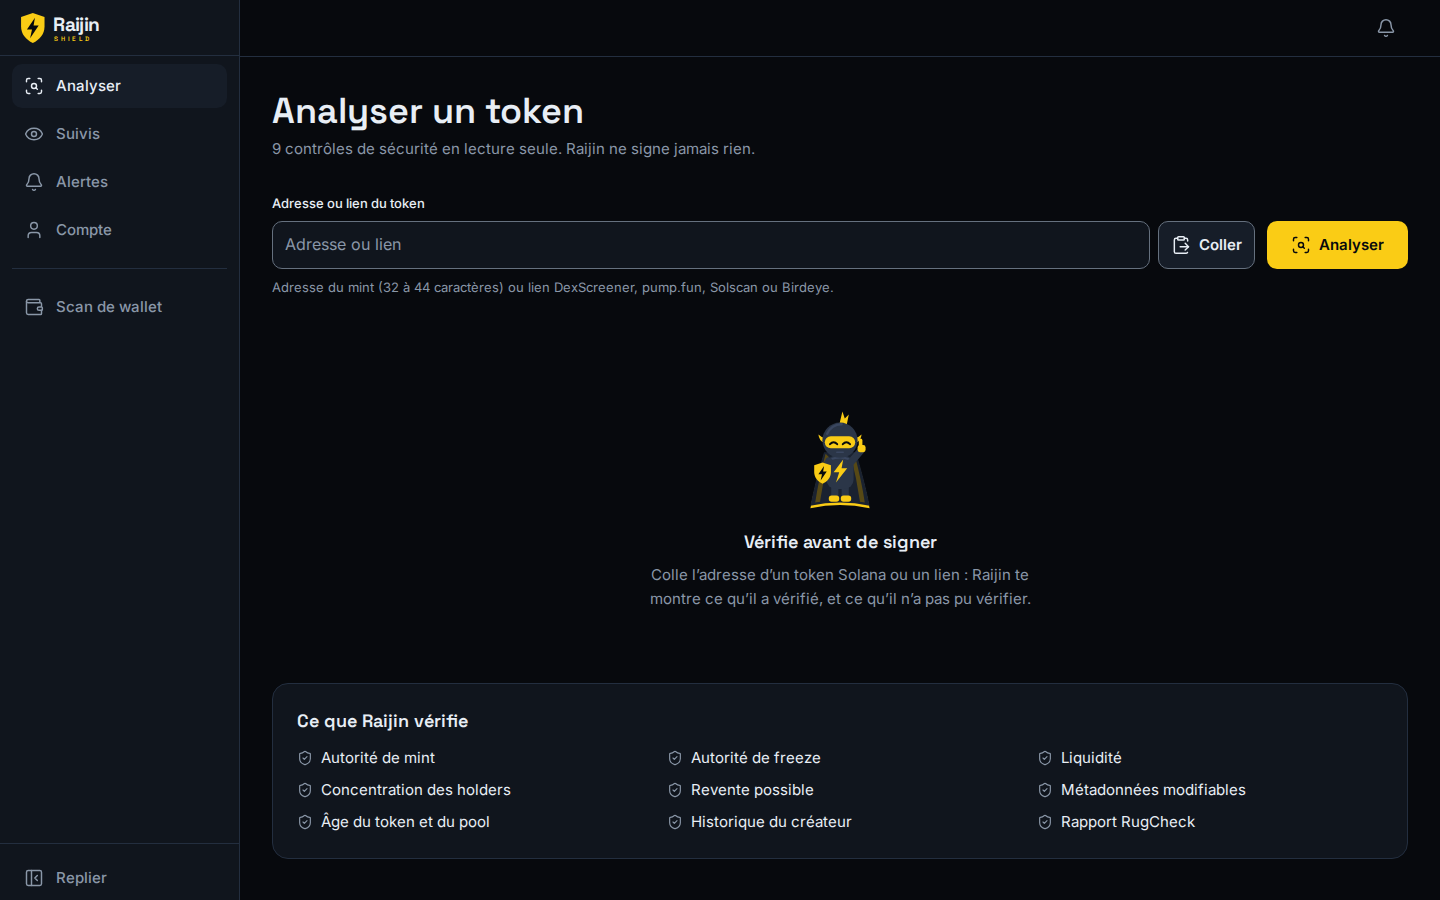 Raijin
SHIELD
Analyser
Suivis
Alertes
Compte
Scan de wallet
Replier
Analyser un token
9 contrôles de sécurité en lecture seule. Raijin ne signe jamais rien.
Adresse ou lien du token
Adresse ou lien
Coller
Analyser
Adresse du mint (32 à 44 caractères) ou lien DexScreener, pump.fun, Solscan ou Birdeye.
Vérifie avant de signer
Colle l’adresse d’un token Solana ou un lien : Raijin te
montre ce qu’il a vérifié, et ce qu’il n’a pas pu vérifier.
Ce que Raijin vérifie
Autorité de mint
Autorité de freeze
Liquidité
Concentration des holders
Revente possible
Métadonnées modifiables
Âge du token et du pool
Historique du créateur
Rapport RugCheck